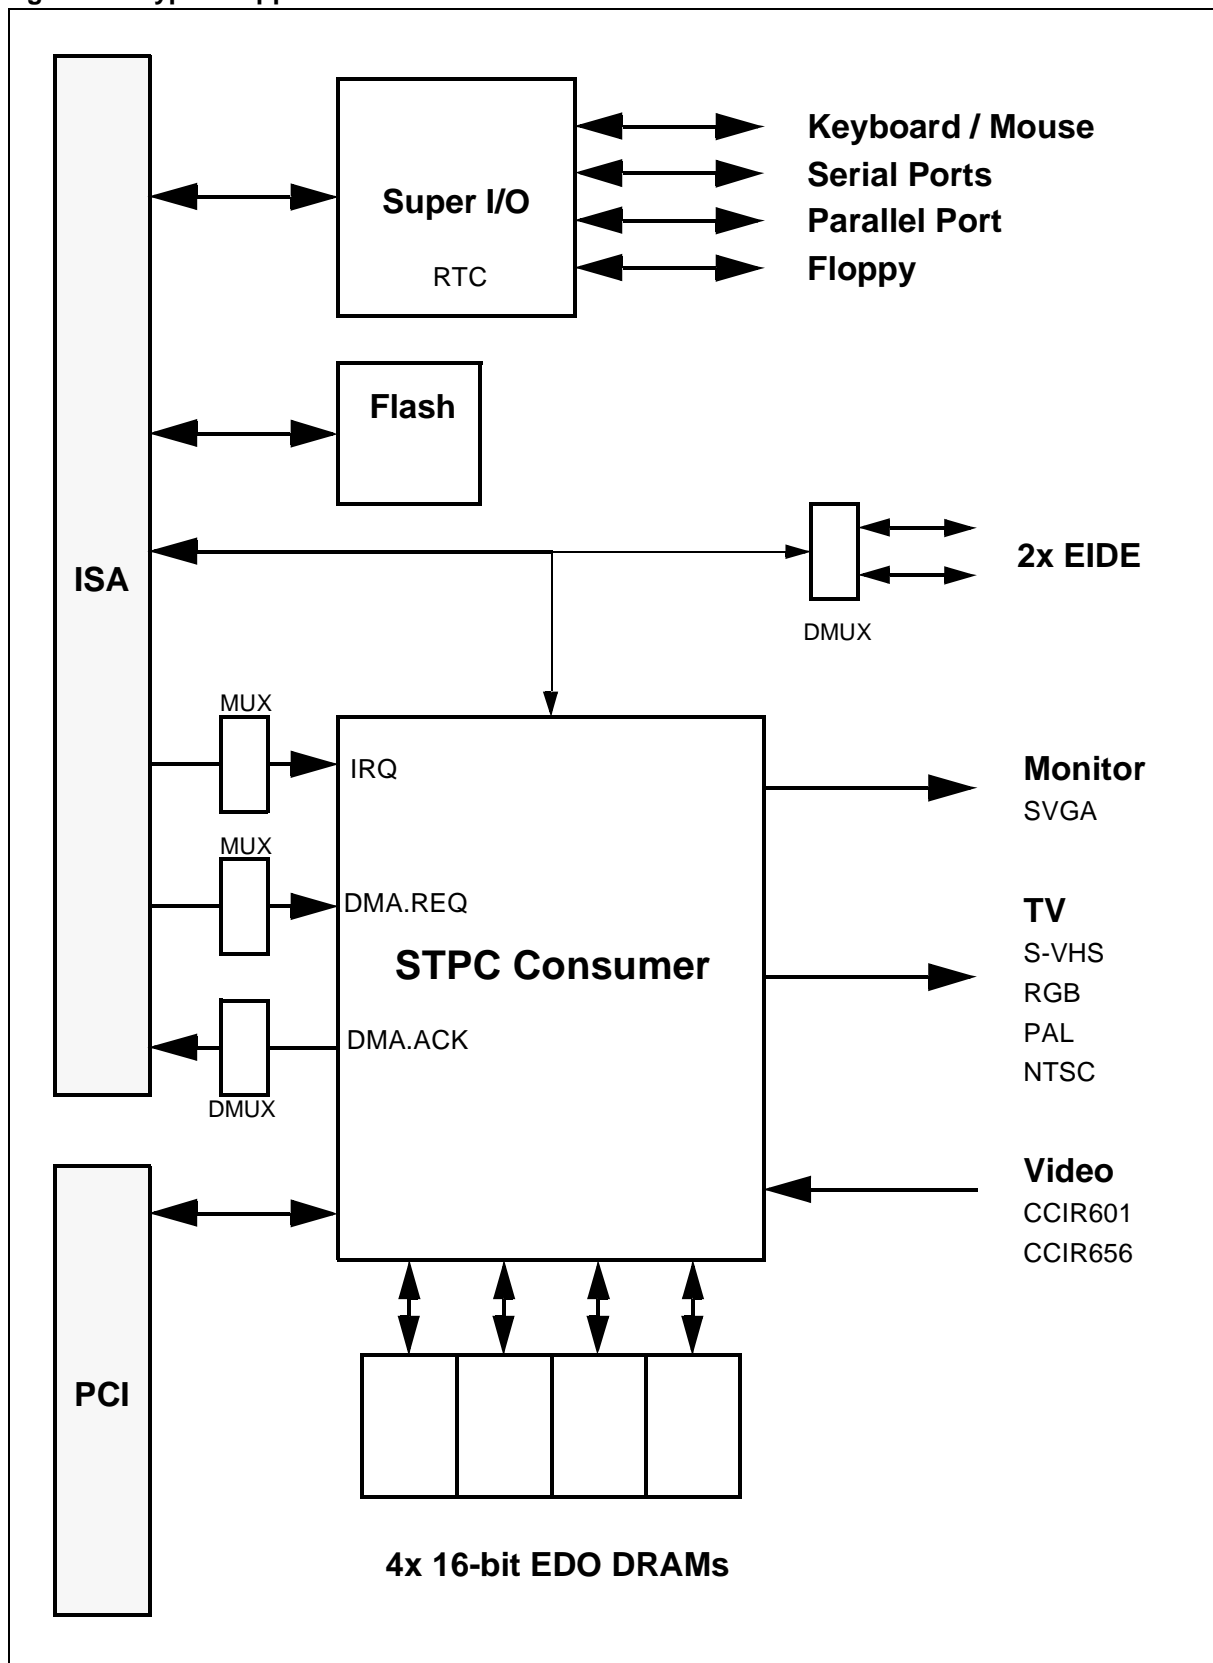 Keyboard / Mouse
Serial Ports
Super I/O
Parallel Port
RTC
Floppy
Flash
ISA
2x EIDE
DMUX
MUX
IRQ
Monitor
SVGA
MUX
DMA.REQ
TV
STPC Consumer
S-VHS
RGB
DMA.ACK
PAL
NTSC
DMUX
Video
CCIR601
CCIR656
PCI
4x 16-bit EDO DRAMs